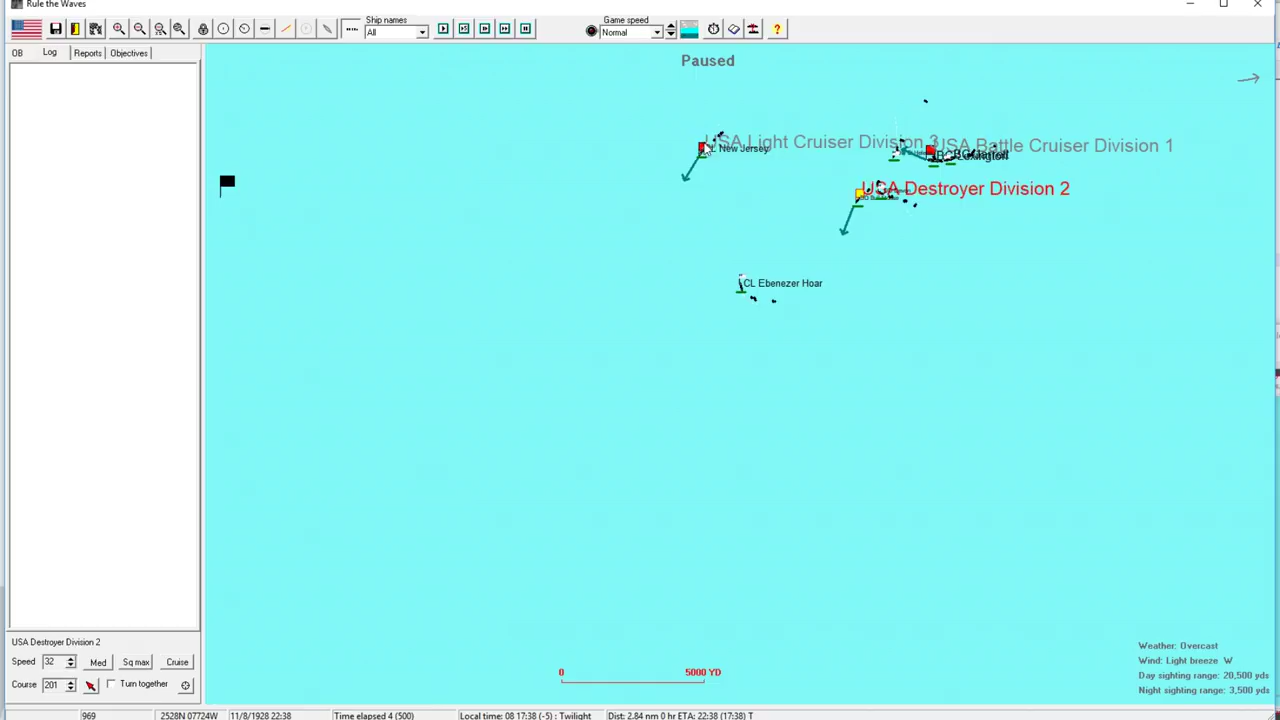 Rule the Waves
Ship names
All
Game speed
Normal
OB Log Reports Objectives
Paused
USA Light Cruiser Division 3
L New Jersey
USA Battle Cruiser Division 1
Lexington
USA Destroyer Division 2
CL Ebenezer Hoar
0 5000 YD
Weather: Overcast
Wind: Light breeze W
Day sighting range: 20,500 yds
Night sighting range: 3,500 yds
USA Destroyer Division 2
Speed 32 Med Sq max Cruise
Course 201 Turn together
969 2528N 07724W 11/8/1928 22:38 Time elapsed 4 (500) Local time: 08 17:38 (-5) : Twilight Dist: 2.84 nm 0 hr ETA: 22:38 (17:38) T